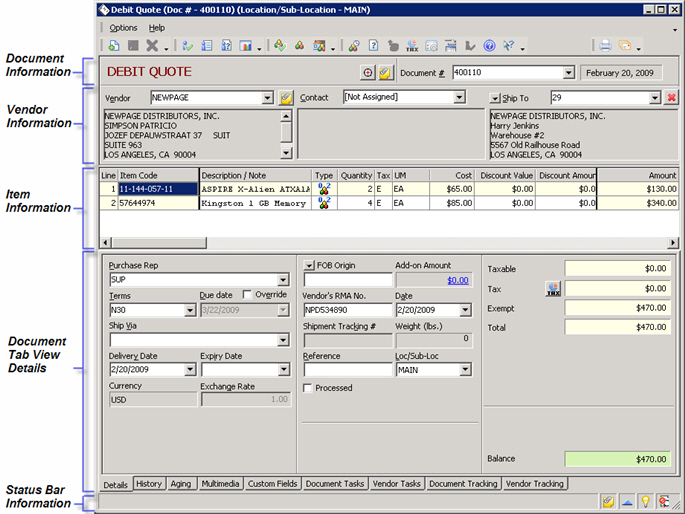 Debit Quote (Doc # - 400110) (Location/Sub-Location - MAIN)
Options Help
TAX
Document Information
DEBIT QUOTE
Document # 400110
February 20, 2009
Vendor Information
Vendor NEWPAGE
Contact [Not Assigned]
Ship To 29
NEWPAGE DISTRIBUTORS, INC.
SIMPSON PATRICIO
JOZEF DEPAUWSTRAAT 37 SUIT
SUITE 963
LOS ANGELES, CA 90004
NEWPAGE DISTRIBUTORS, INC.
Harry Jenkins
Warehouse #2
5567 Old Railhouse Road
LOS ANGELES, CA 90004
Item Information
Line Item Code Description / Note Type Quantity Tax UM Cost Discount Value Discount Amour Amount
1 11-144-057-11 ASPIRE X-Alien ATXA1A 2 E EA $65.00 $0.00 $0.0 $130.00
2 57644974 Kingston 1 GB Memory 4 E EA $85.00 $0.00 $0.0 $340.00
Document Tab View Details
Purchase Rep
SUP
Terms Due date Override
N30 3/22/2009
Ship Via
Delivery Date Expiry Date
2/20/2009
Currency Exchange Rate
USD 1.00
FOB Origin Add-on Amount
$0.00
Vendor's RMA No. Date
NPD534890 2/20/2009
Shipment Tracking # Weight (lbs.)
0
Reference Loc/Sub-Loc
MAIN
Processed
Taxable $0.00
Tax TAX $0.00
Exempt $470.00
Total $470.00
Balance $470.00
Details History Aging Multimedia Custom Fields Document Tasks Vendor Tasks Document Tracking Vendor Tracking
Status Bar Information